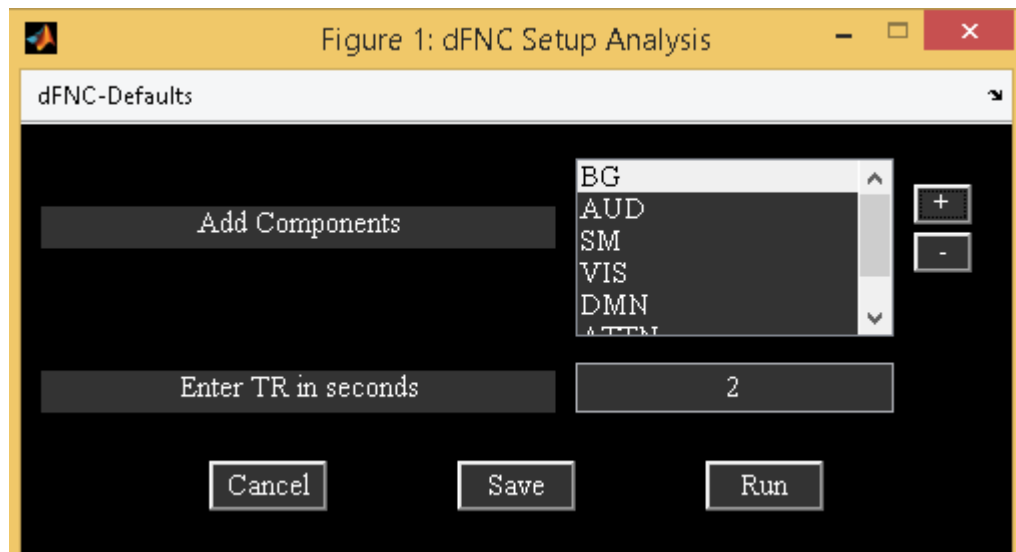 Figure 1: dFNC Setup Analysis
dFNC-Defaults
Add Components
BG
AUD
SM
VIS
DMN
ATTN
+
-
Enter TR in seconds
2
Cancel
Save
Run